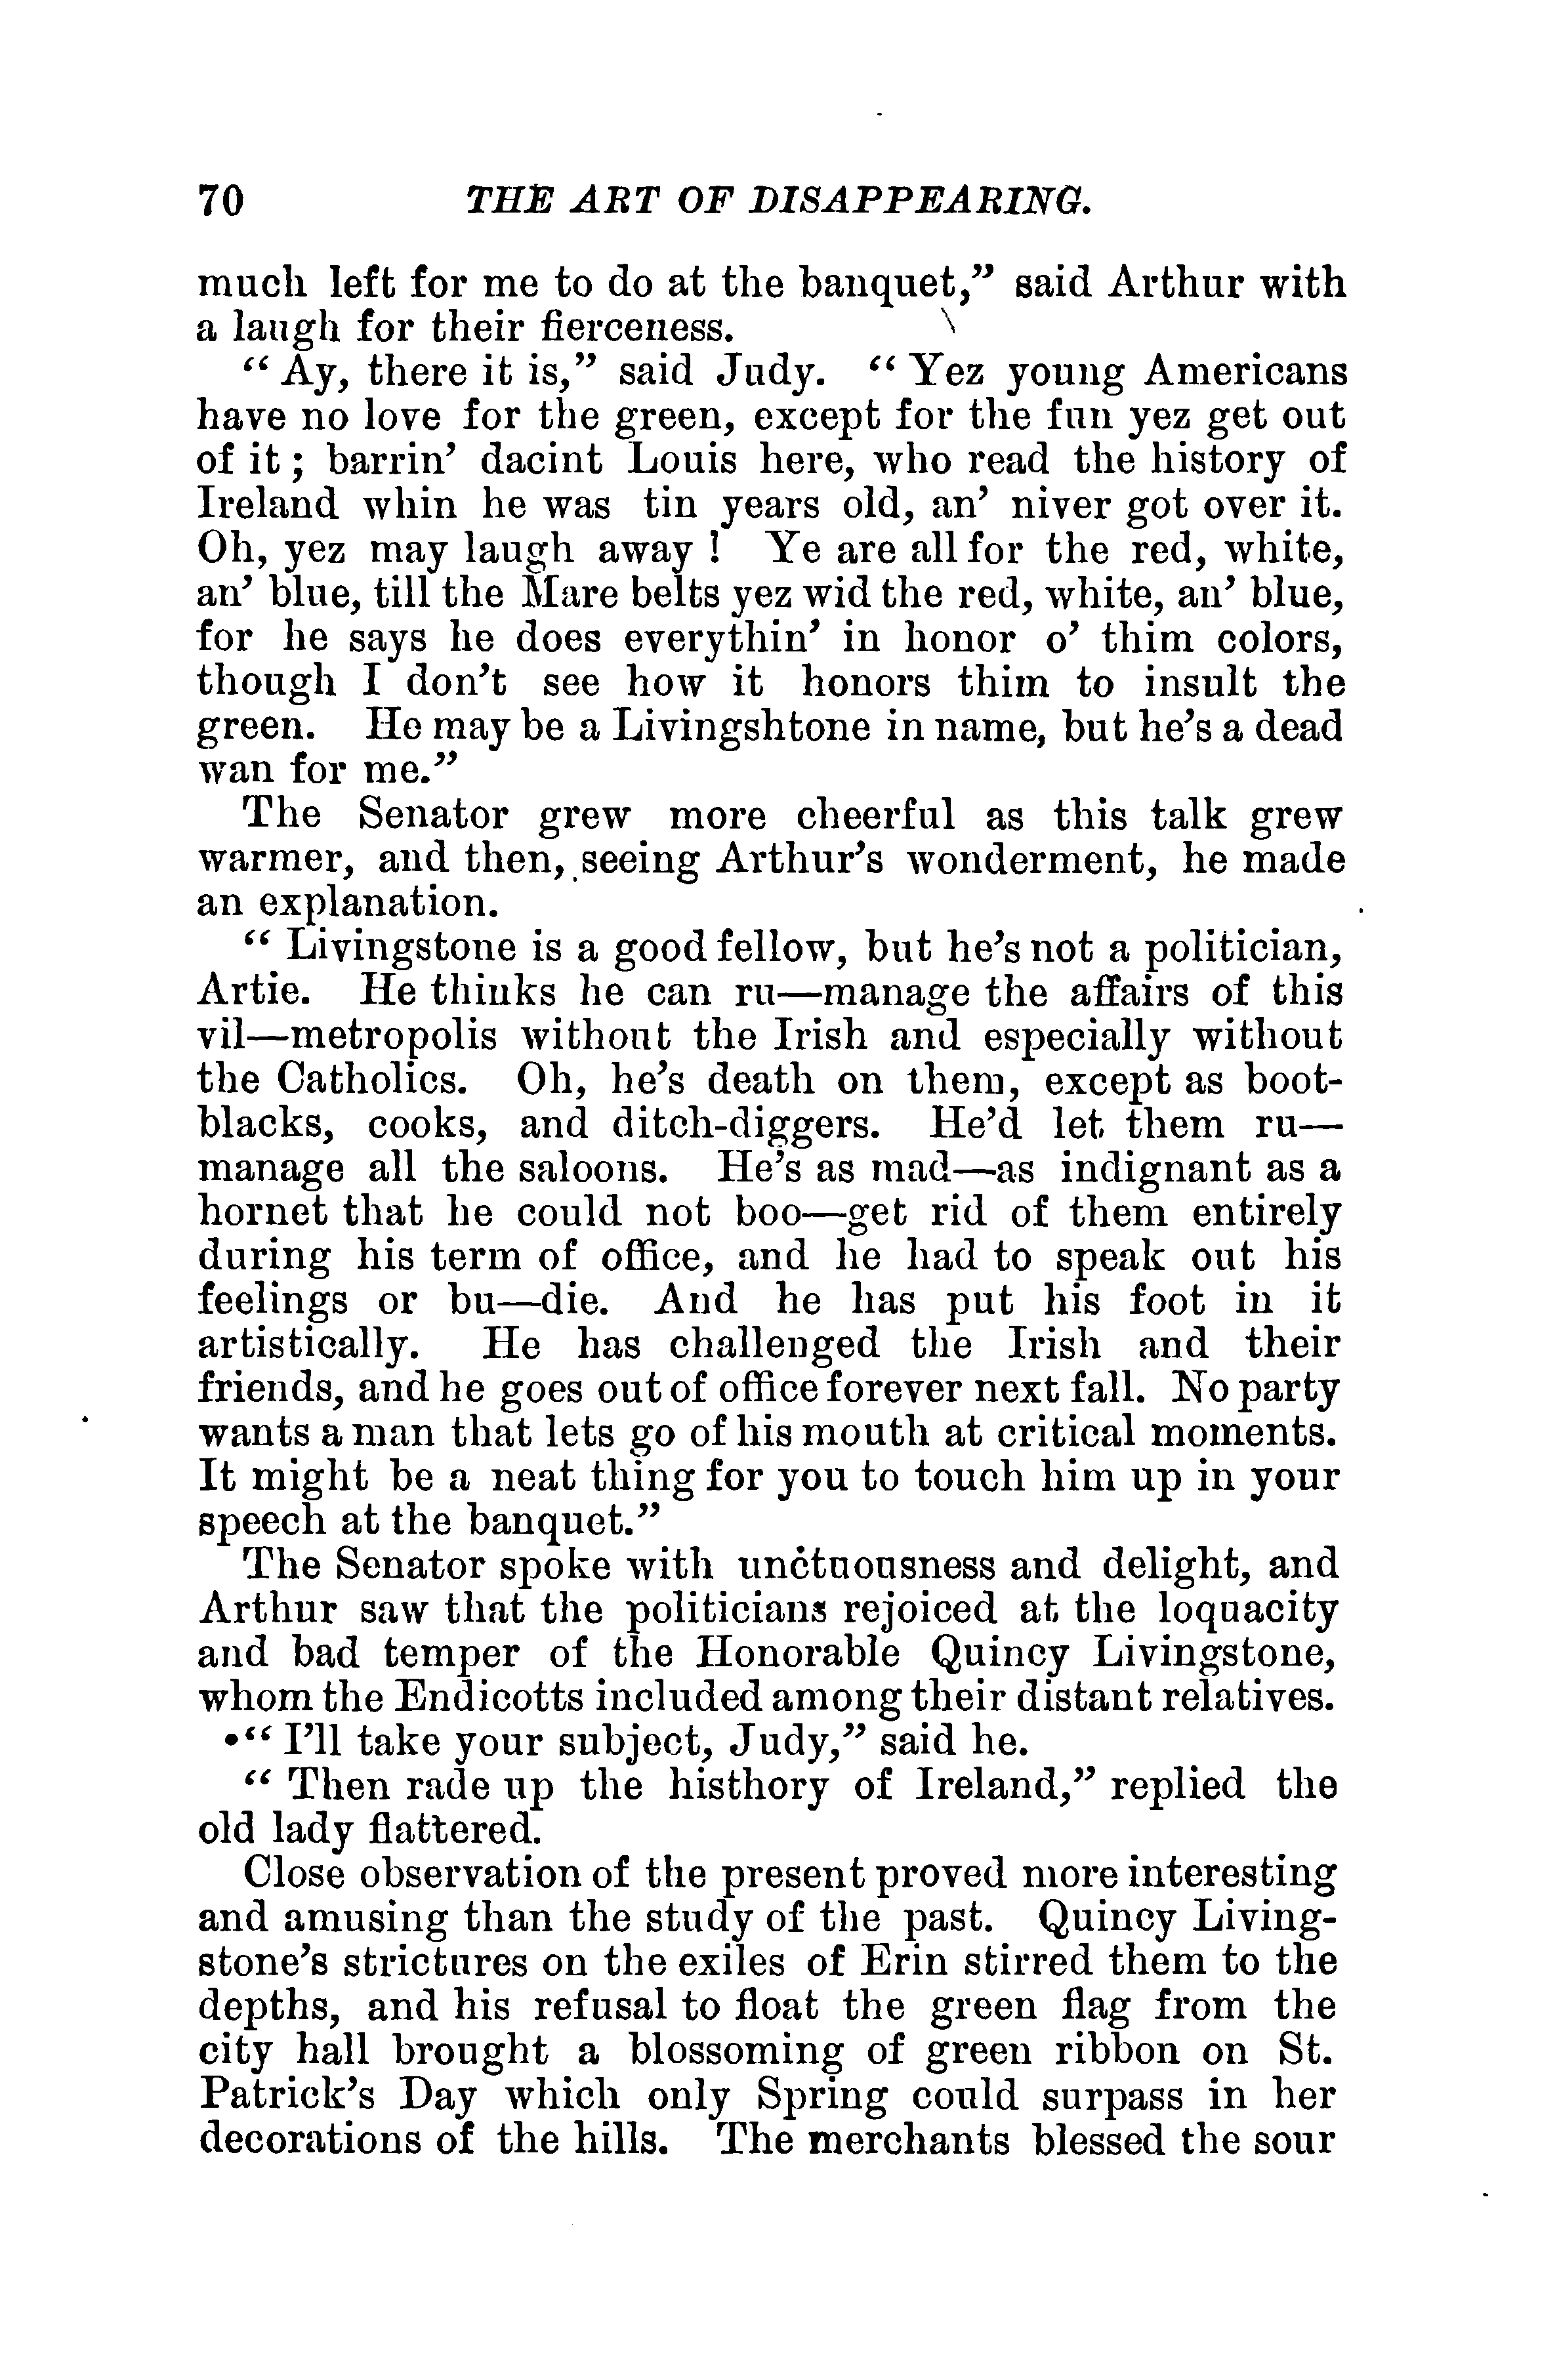 70 THE ART OF DISAPPEARING.
much left for me to do at the banquet,” said Arthur with
a laugh for their fierceness.
“Ay, there it is,” said Judy. “Yez young Americans
have no love for the green, except for the fun yez get out
of it; barrin’ dacint Louis here, who read the history of
Ireland whin he was tin years old, an’ niver got over it.
Oh, yez may laugh away! Ye are all for the red, white,
an’ blue, till the Mare belts yez wid the red, white, an’ blue,
for he says he does everythin’ in honor o’ thim colors,
though I don’t see how it honors thim to insult the
green. He may be a Livingshtone in name, but he’s a dead
wan for me.”
The Senator grew more cheerful as this talk grew
warmer, and then, seeing Arthur’s wonderment, he made
an explanation.
“Livingstone is a good fellow, but he’s not a politician,
Artie. He thinks he can ru—manage the affairs of this
vil—metropolis without the Irish and especially without
the Catholics. Oh, he’s death on them, except as boot-
blacks, cooks, and ditch-diggers. He’d let them ru—
manage all the saloons. He’s as mad—as indignant as a
hornet that he could not boo—get rid of them entirely
during his term of office, and he had to speak out his
feelings or bu—die. And he has put his foot in it
artistically. He has challenged the Irish and their
friends, and he goes out of office forever next fall. No party
wants a man that lets go of his mouth at critical moments.
It might be a neat thing for you to touch him up in your
speech at the banquet.”
The Senator spoke with unctuousness and delight, and
Arthur saw that the politicians rejoiced at the loquacity
and bad temper of the Honorable Quincy Livingstone,
whom the Endicotts included among their distant relatives.
“I’ll take your subject, Judy,” said he.
“Then rade up the histhory of Ireland,” replied the
old lady flattered.
Close observation of the present proved more interesting
and amusing than the study of the past. Quincy Living-
stone’s strictures on the exiles of Erin stirred them to the
depths, and his refusal to float the green flag from the
city hall brought a blossoming of green ribbon on St.
Patrick’s Day which only Spring could surpass in her
decorations of the hills. The merchants blessed the sour